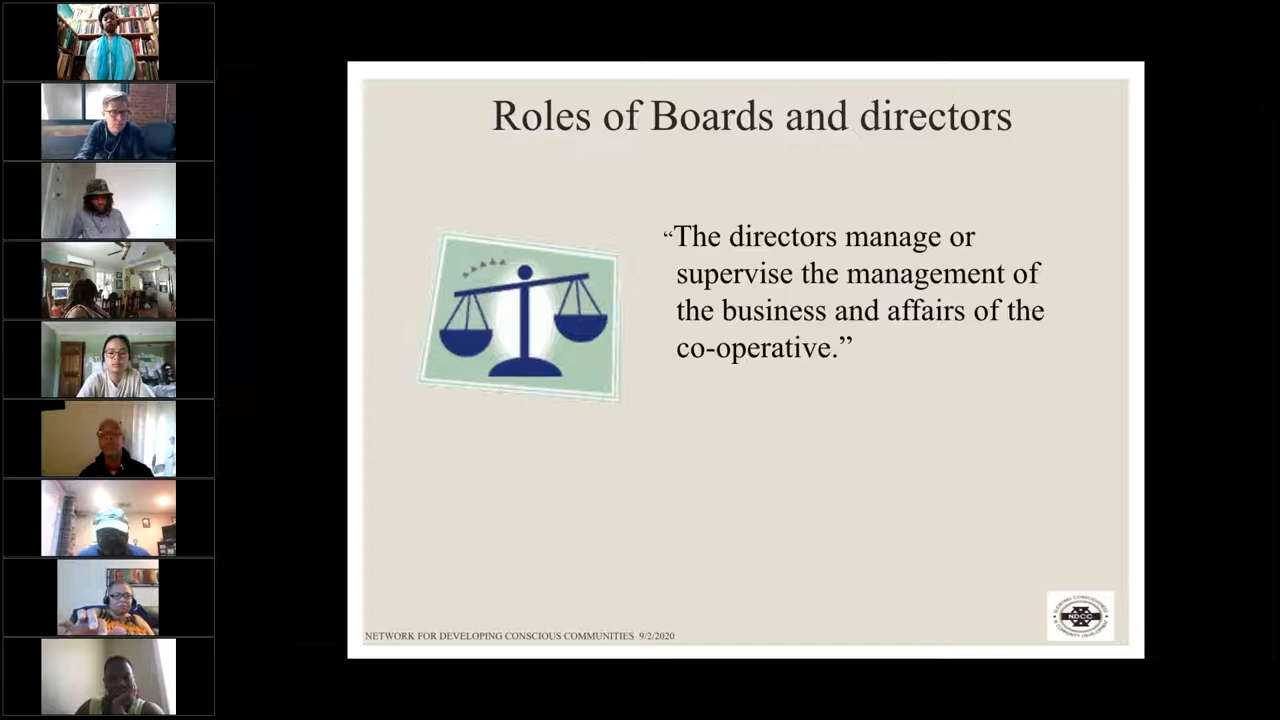 Roles of Boards and directors
“The directors manage or
supervise the management of
the business and affairs of the
co-operative.”
NETWORK FOR DEVELOPING CONSCIOUS COMMUNITIES 9/2/2020
NDCC